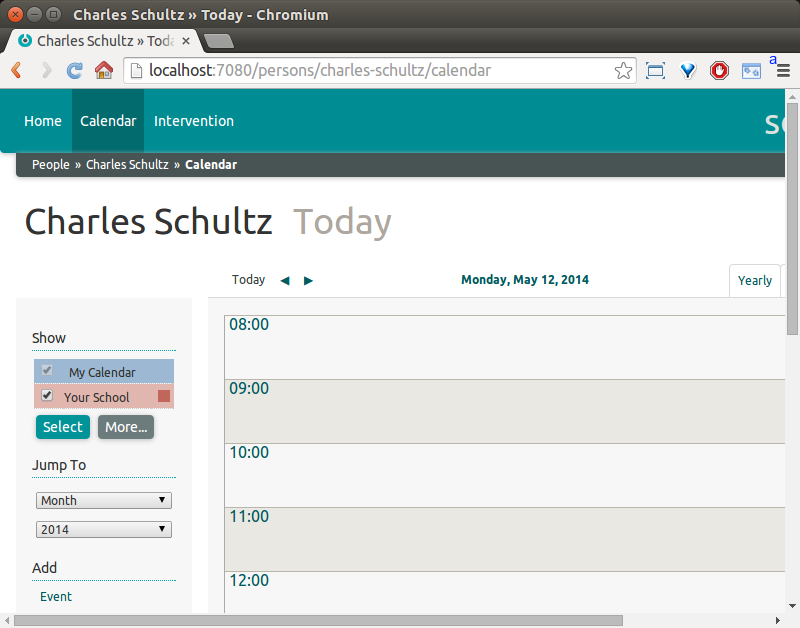 Charles Schultz » Today - Chromium
Charles Schultz » Toda
localhost:7080/persons/charles-schultz/calendar
a
Home Calendar Intervention
People » Charles Schultz » Calendar
Charles Schultz Today
Today ◀ ▶ Monday, May 12, 2014 Yearly
Show
My Calendar
Your School
Select More...
Jump To
Month
2014
Add
Event
08:00
09:00
10:00
11:00
12:00